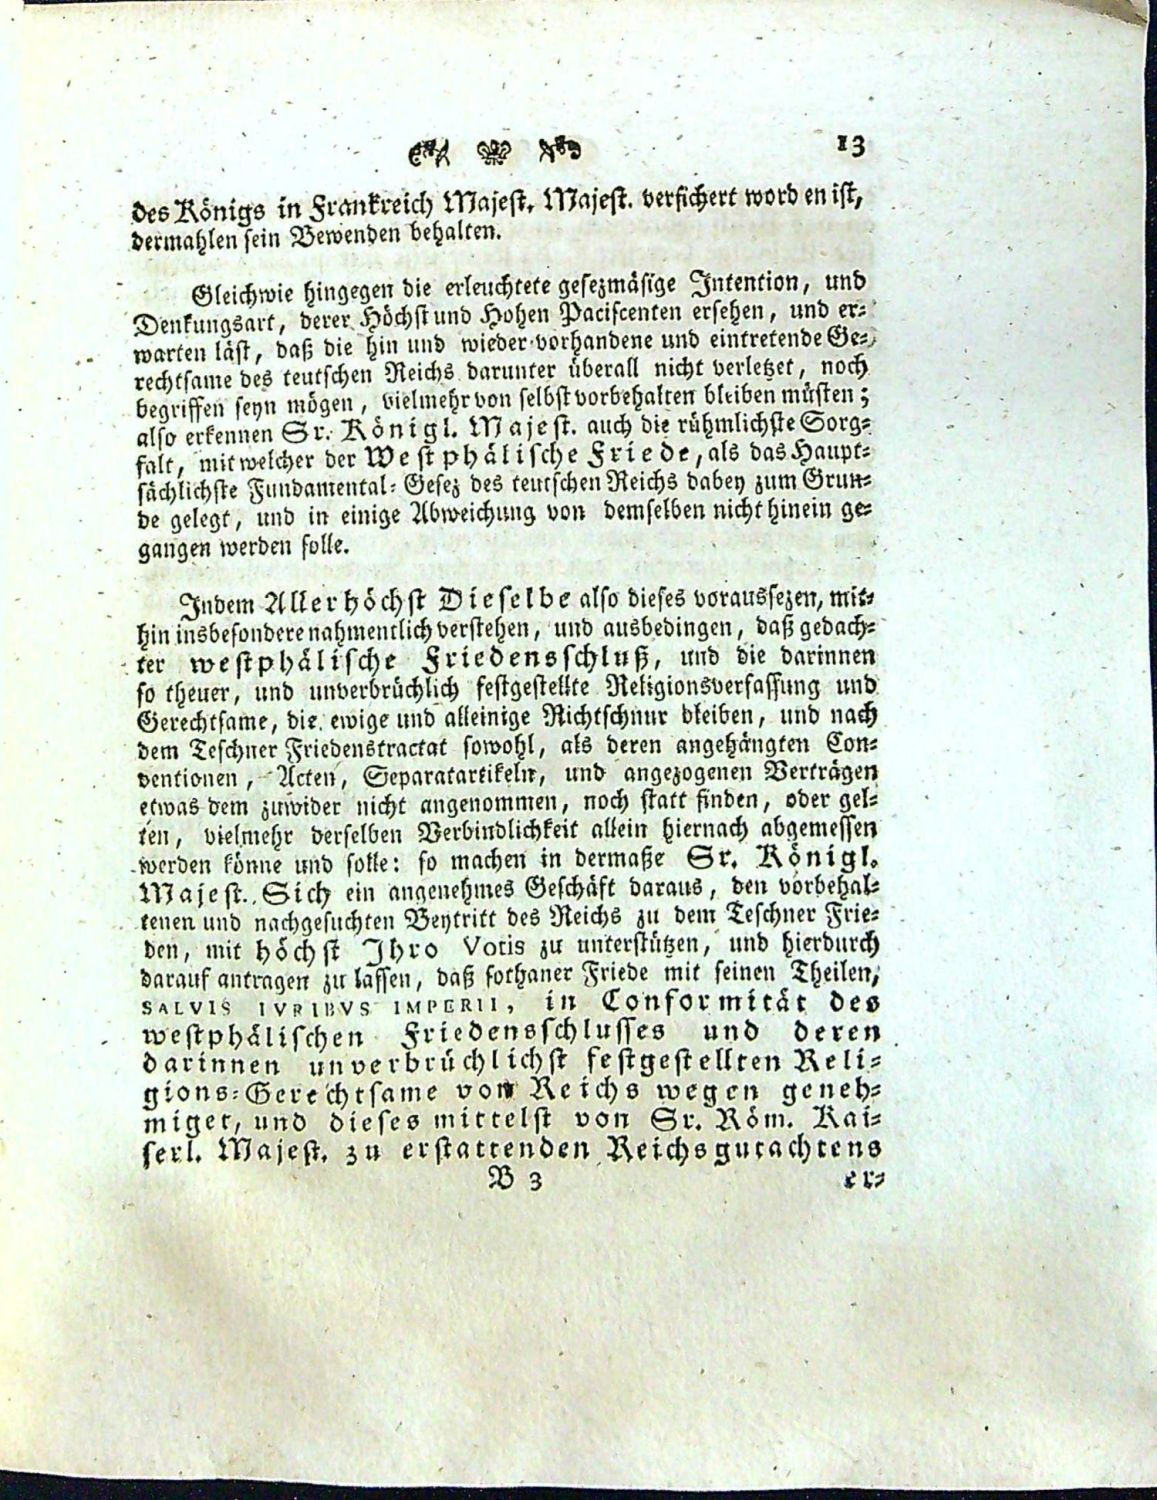 13
des Königs in Frankreich Majest. Majest. versichert word en ist,
dermahlen sein Bewenden behalten.
Gleichwie hingegen die erleuchtete gesezmäsige Intention, und
Denkungsart, derer Höchst und Hohen Paciscenten ersehen, und er-
warten läst, daß die hin und wieder vorhandene und eintretende Ge-
rechtsame des teutschen Reichs darunter überall nicht verletzet, noch
begriffen seyn mögen, vielmehr von selbst vorbehalten bleiben müsten;
also erkennen Sr. Königl. Majest. auch die rühmlichste Sorg-
falt, mit welcher der Westphälische Friede, als das Haupt-
sächlichste Fundamental-Gesez des teutschen Reichs dabey zum Grun-
de gelegt, und in einige Abweichung von demselben nicht hinein ge-
gangen werden solle.
Indem Allerhöchst Dieselbe also dieses voraussezen, mit-
hin insbesondere nahmentlich verstehen, und ausbedingen, daß gedach-
ter westphälische Friedensschluß, und die darinnen
so theuer, und unverbrüchlich festgestellte Religionsverfassung und
Gerechtsame, die ewige und alleinige Richtschnur bleiben, und nach
dem Teschner Friedenstractat sowohl, als deren angehängten Con-
ventionen, Acten, Separatartikeln, und angezogenen Verträgen
etwas dem zuwider nicht angenommen, noch statt finden, oder gel-
ten, vielmehr derselben Verbindlichkeit allein hiernach abgemessen
werden könne und solle: so machen in dermaße Sr. Königl.
Majest. Sich ein angenehmes Geschäft daraus, den vorbehal-
tenen und nachgesuchten Beytritt des Reichs zu dem Teschner Frie-
den, mit höchst Ihro Votis zu unterstützen, und hierdurch
darauf antragen zu lassen, daß sothaner Friede mit seinen Theilen,
SALVIS IVRIBVS IMPERII, in Conformität des
westphälischen Friedensschlusses und deren
darinnen unverbrüchlichst festgestellten Reli-
gions-Gerechtsame von Reichs wegen geneh-
miget, und dieses mittelst von Sr. Röm. Kai-
serl. Majest. zu erstattenden Reichsgutachtens
B 3 er-